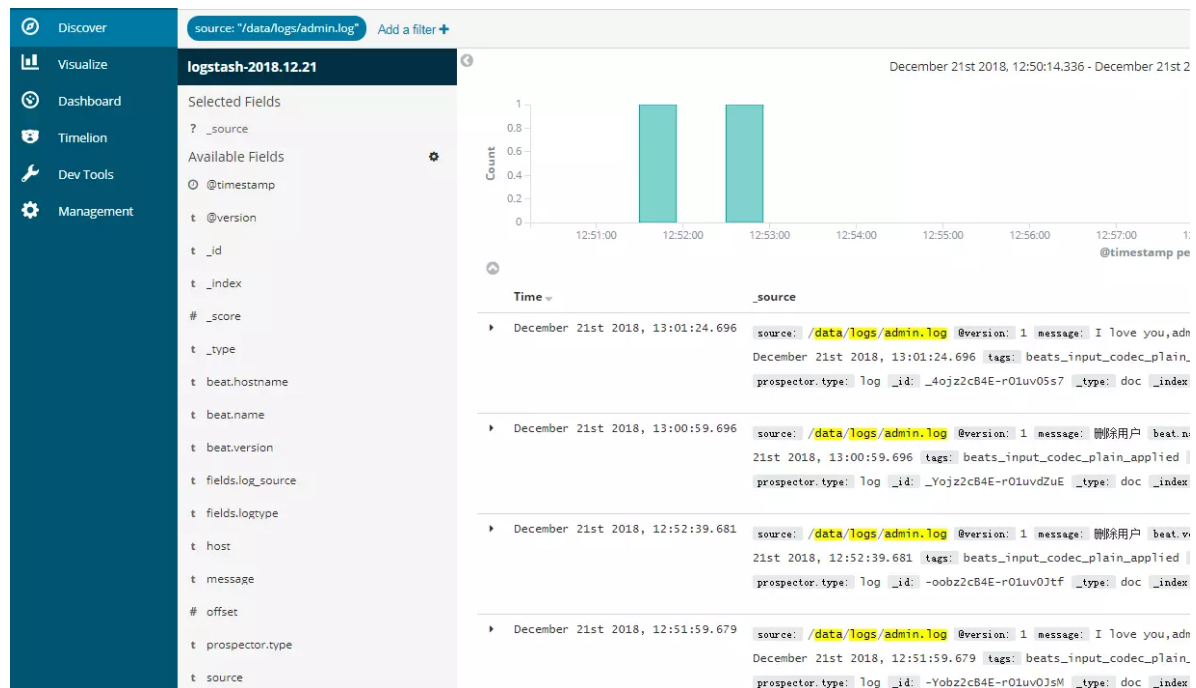 Discover
Visualize
Dashboard
Timelion
Dev Tools
Management
source: "/data/logs/admin.log" Add a filter
logstash-2018.12.21
Selected Fields
? _source
Available Fields
@timestamp
t @version
t _id
t _index
# _score
t _type
t beat.hostname
t beat.name
t beat.version
t fields.log_source
t fields.logtype
t host
t message
# offset
t prospector.type
t source
December 21st 2018, 12:50:14.336 - December 21st 2
Count
1
0.8
0.6
0.4
0.2
0
12:51:00 12:52:00 12:53:00 12:54:00 12:55:00 12:56:00 12:57:00
@timestamp pe
Time _source
December 21st 2018, 13:01:24.696 source: /data/logs/admin.log @version: 1 message: I love you,adm
December 21st 2018, 13:01:24.696 tags: beats_input_codec_plain_
prospector.type: log _id: _4ojz2cB4E-rO1uvO5s7 _type: doc _index
December 21st 2018, 13:00:59.696 source: /data/logs/admin.log @version: 1 message: 删除用户 beat.na
21st 2018, 13:00:59.696 tags: beats_input_codec_plain_applied
prospector.type: log _id: _Yojz2cB4E-rO1uvdZuE _type: doc _index
December 21st 2018, 12:52:39.681 source: /data/logs/admin.log @version: 1 message: 删除用户 beat.ve
21st 2018, 12:52:39.681 tags: beats_input_codec_plain_applied
prospector.type: log _id: -oobz2cB4E-rO1uvOJtf _type: doc _index
December 21st 2018, 12:51:59.679 source: /data/logs/admin.log @version: 1 message: I love you,adm
December 21st 2018, 12:51:59.679 tags: beats_input_codec_plain_
prospector.type: log _id: -Yobz2cB4E-rO1uvOJsM _type: doc _index